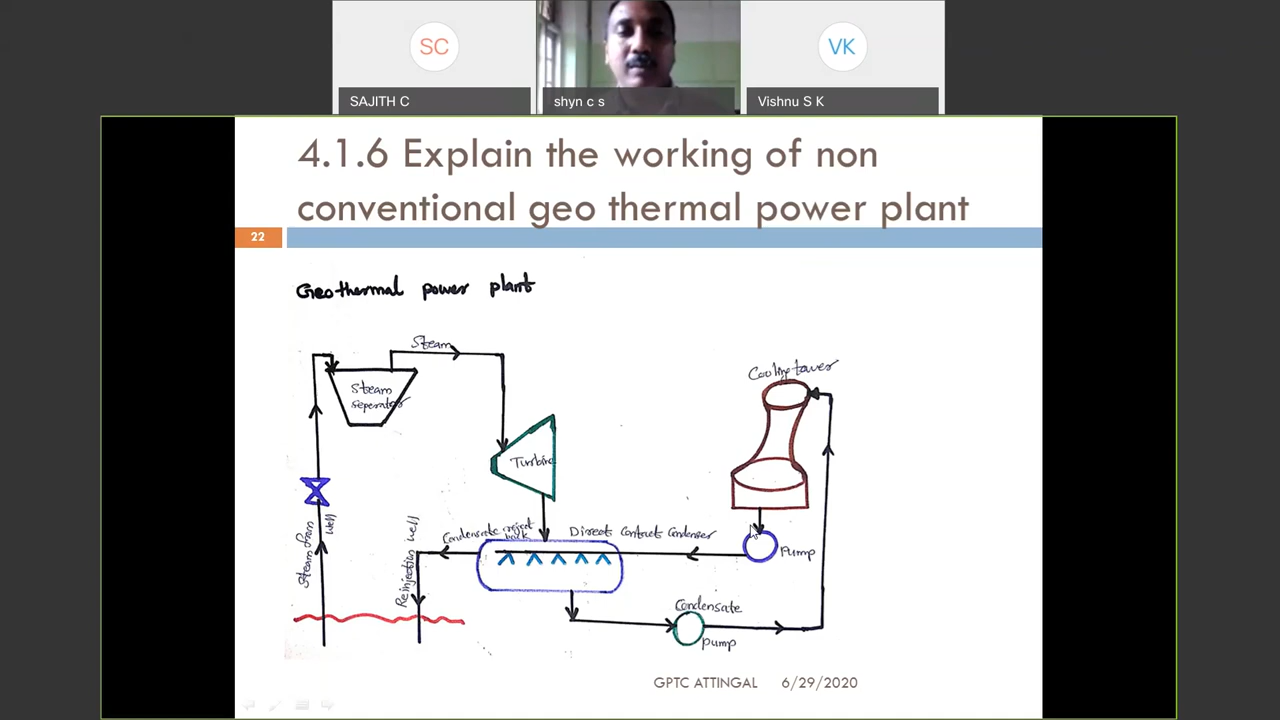 SC
VK
SAJITH C
shyn c s
Vishnu S K
4.1.6 Explain the working of non
conventional geo thermal power plant
22
Geothermal power plant
Steam
Cooling tower
Steam
seperator
Turbine
Steam from
well
Reinjection well
Condensate reject
Direct Contact Condenser
Pump
Condensate
Pump
GPTC ATTINGAL
6/29/2020